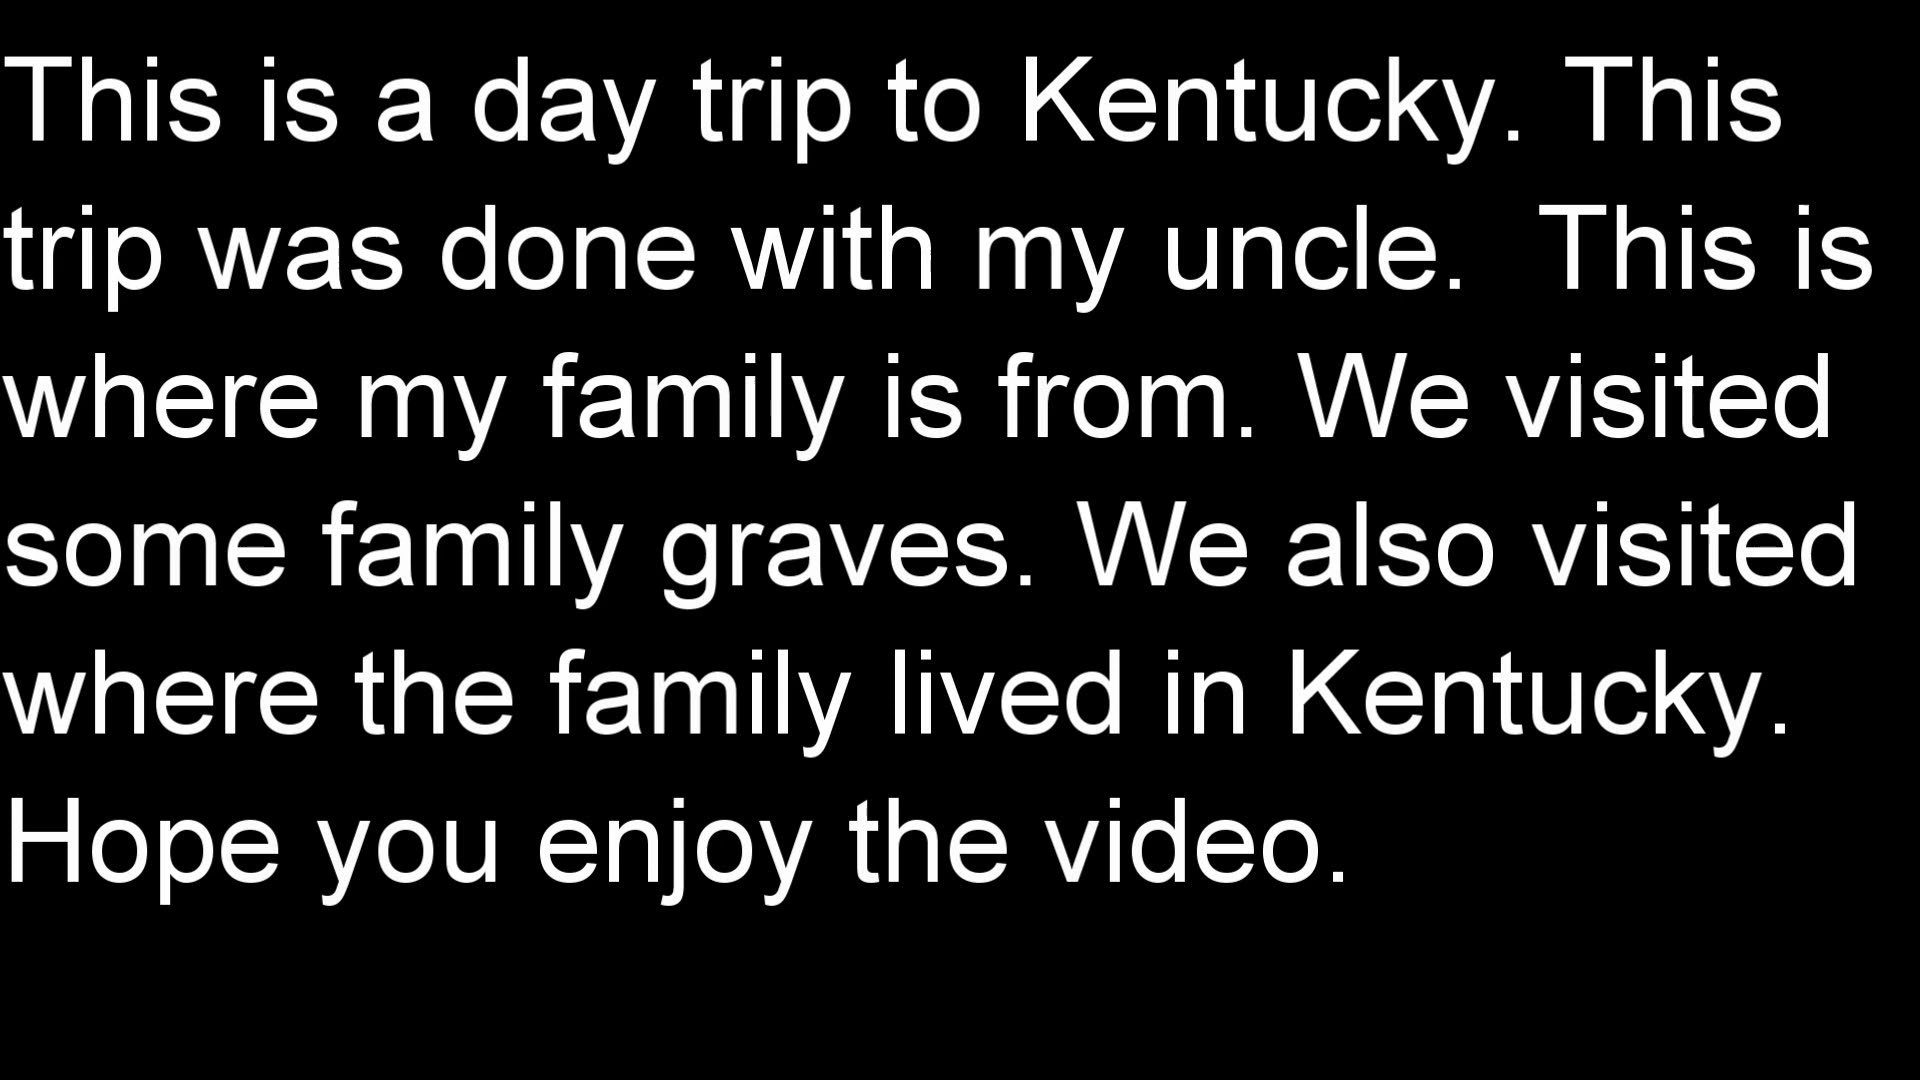 This is a day trip to Kentucky. This
trip was done with my uncle.  This is
where my family is from. We visited
some family graves. We also visited
where the family lived in Kentucky.
Hope you enjoy the video.